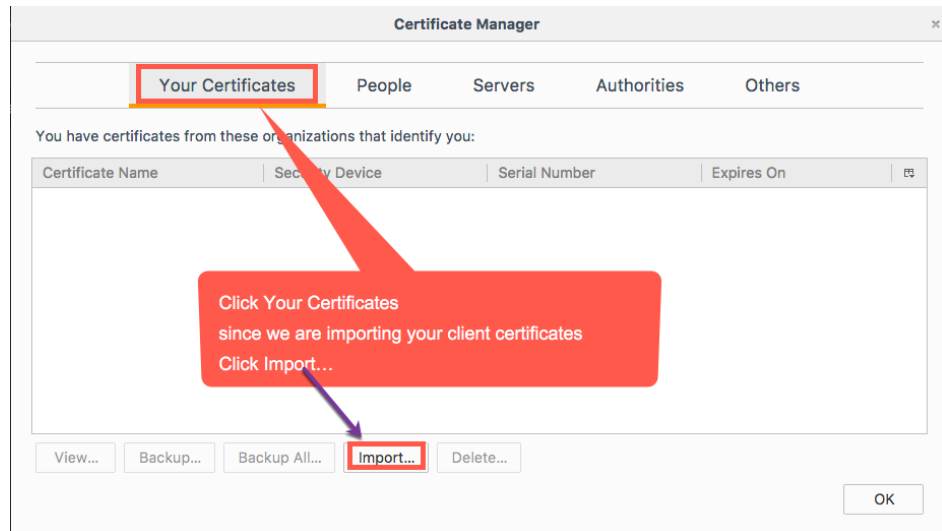 Certificate Manager
Your Certificates People Servers Authorities Others
You have certificates from these organizations that identify you:
Certificate Name Security Device Serial Number Expires On
Click Your Certificates
since we are importing your client certificates
Click Import...
View... Backup... Backup All... Import... Delete...
OK